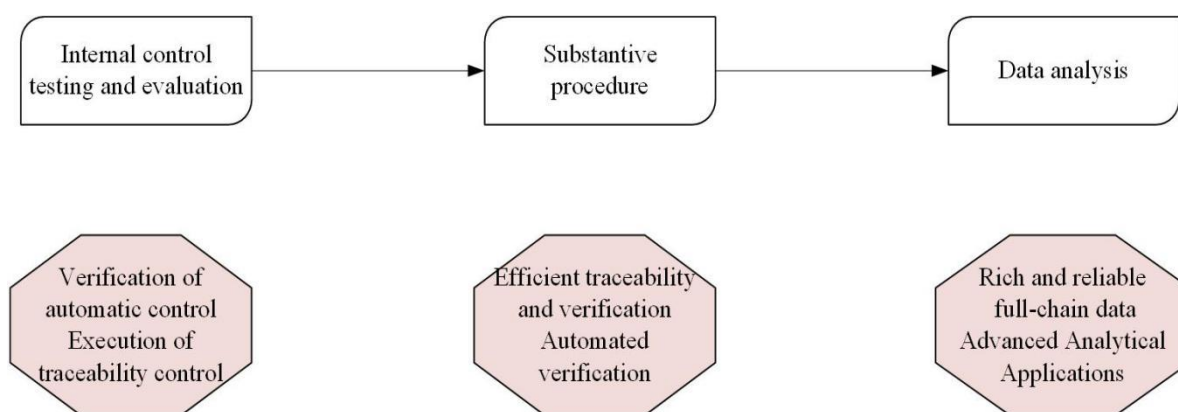 Internal control
testing and evaluation
Substantive
procedure
Data analysis
Verification of
automatic control
Execution of
traceability control
Efficient traceability
and verification
Automated
verification
Rich and reliable
full-chain data
Advanced Analytical
Applications